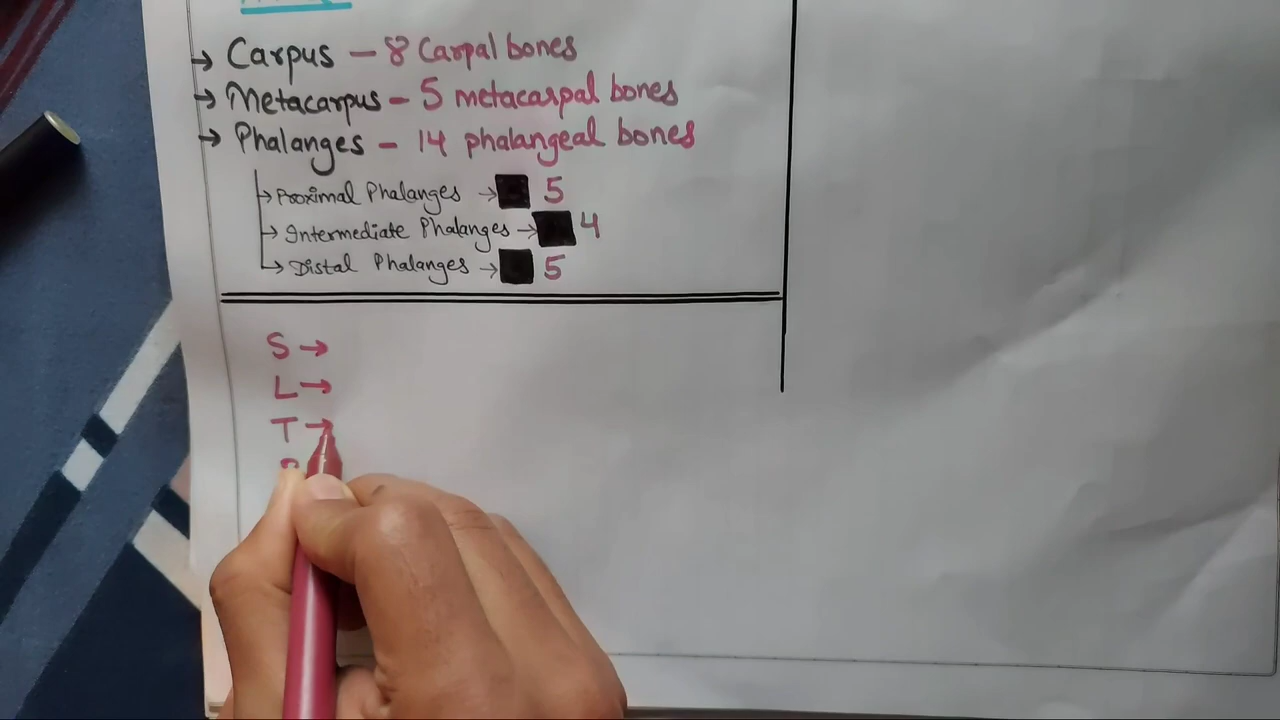 → Carpus - 8 Carpal bones
→ Metacarpus - 5 metacarpal bones
→ Phalanges - 14 phalangeal bones
→ Proximal Phalanges → 5
→ Intermediate Phalanges → 4
→ Distal Phalanges → 5
S →
L →
T →